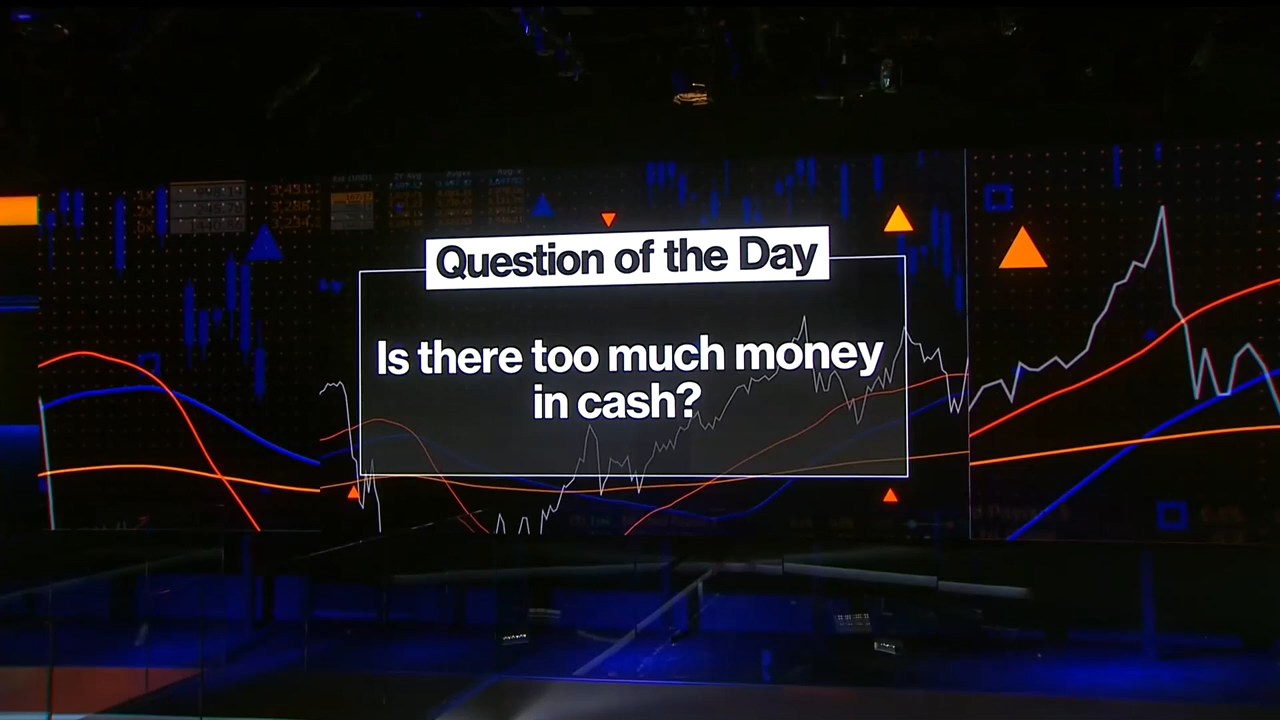 Question of the Day
Is there too much money
in cash?